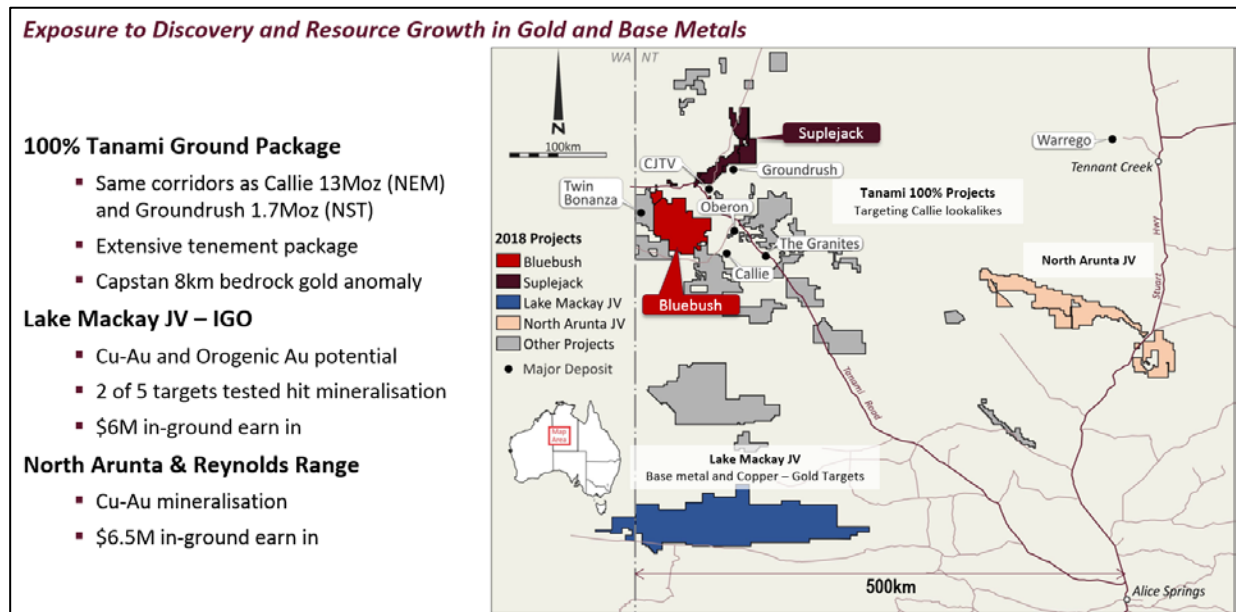 Exposure to Discovery and Resource Growth in Gold and Base Metals
100% Tanami Ground Package
▪ Same corridors as Callie 13Moz (NEM)
and Groundrush 1.7Moz (NST)
▪ Extensive tenement package
▪ Capstan 8km bedrock gold anomaly
Lake Mackay JV – IGO
▪ Cu-Au and Orogenic Au potential
▪ 2 of 5 targets tested hit mineralisation
▪ $6M in-ground earn in
North Arunta & Reynolds Range
▪ Cu-Au mineralisation
▪ $6.5M in-ground earn in
WA NT
N
100km
Suplejack
Warrego
Tennant Creek
CJTV
Groundrush
Twin
Bonanza
Oberon
Tanami 100% Projects
Targeting Callie lookalikes
The Granites
Callie
Bluebush
2018 Projects
Bluebush
Suplejack
Lake Mackay JV
North Arunta JV
Other Projects
Major Deposit
North Arunta JV
Stuart Hwy
Tanami Road
Map
Area
Lake Mackay JV
Base metal and Copper – Gold Targets
500km
Alice Springs